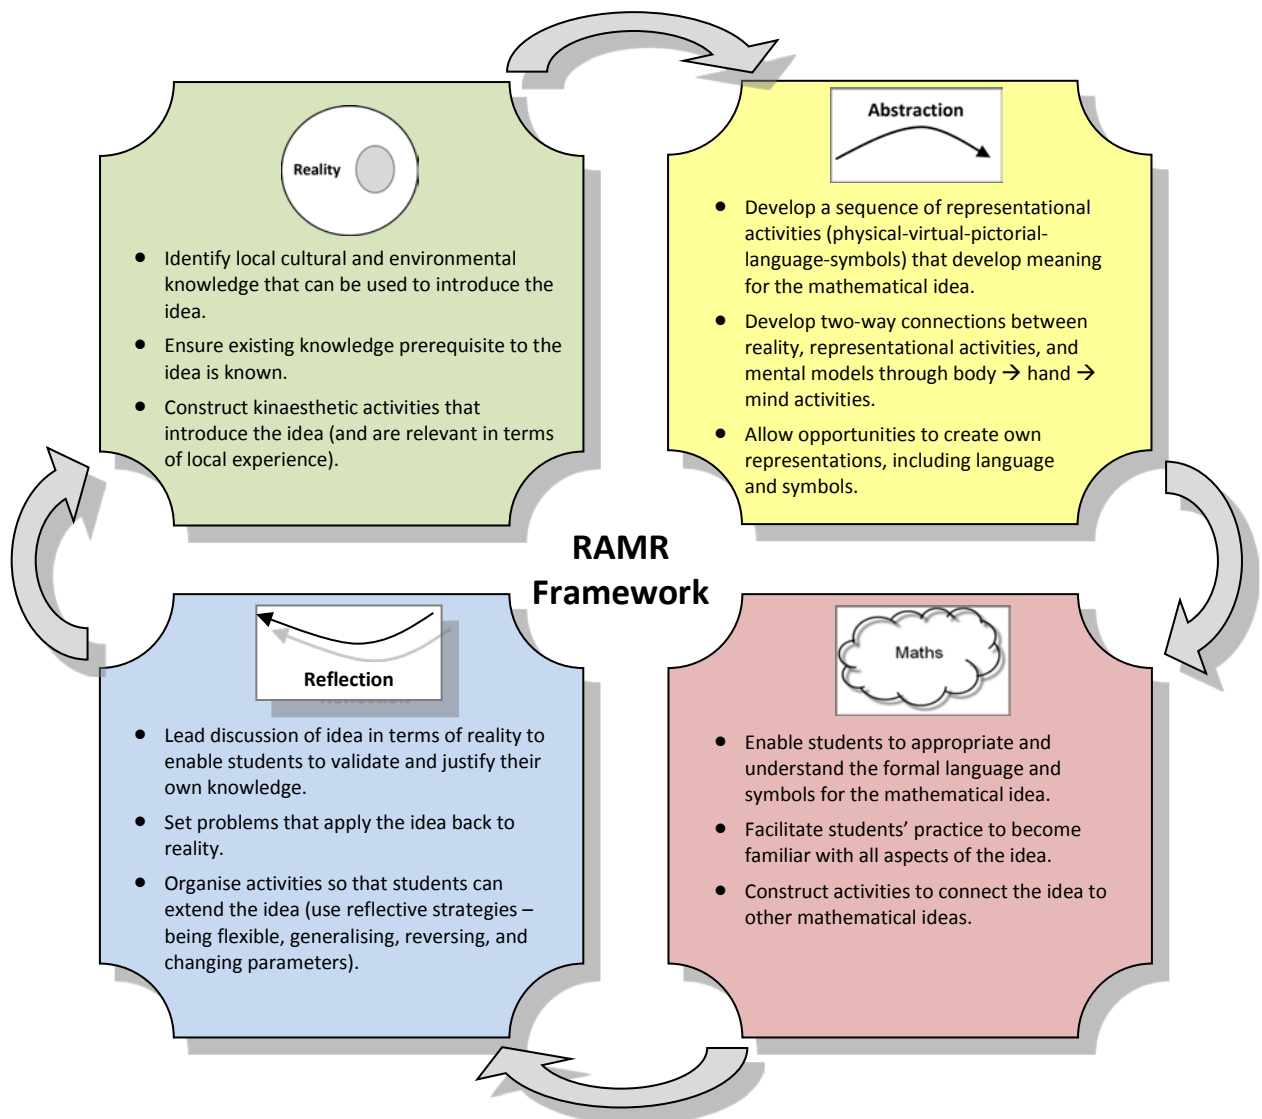 Reality
• Identify local cultural and environmental
knowledge that can be used to introduce the
idea.
• Ensure existing knowledge prerequisite to the
idea is known.
• Construct kinaesthetic activities that
introduce the idea (and are relevant in terms
of local experience).
Abstraction
• Develop a sequence of representational
activities (physical-virtual-pictorial-
language-symbols) that develop meaning
for the mathematical idea.
• Develop two-way connections between
reality, representational activities, and
mental models through body → hand →
mind activities.
• Allow opportunities to create own
representations, including language
and symbols.
RAMR
Framework
Reflection
• Lead discussion of idea in terms of reality to
enable students to validate and justify their
own knowledge.
• Set problems that apply the idea back to
reality.
• Organise activities so that students can
extend the idea (use reflective strategies –
being flexible, generalising, reversing, and
changing parameters).
Maths
• Enable students to appropriate and
understand the formal language and
symbols for the mathematical idea.
• Facilitate students’ practice to become
familiar with all aspects of the idea.
• Construct activities to connect the idea to
other mathematical ideas.